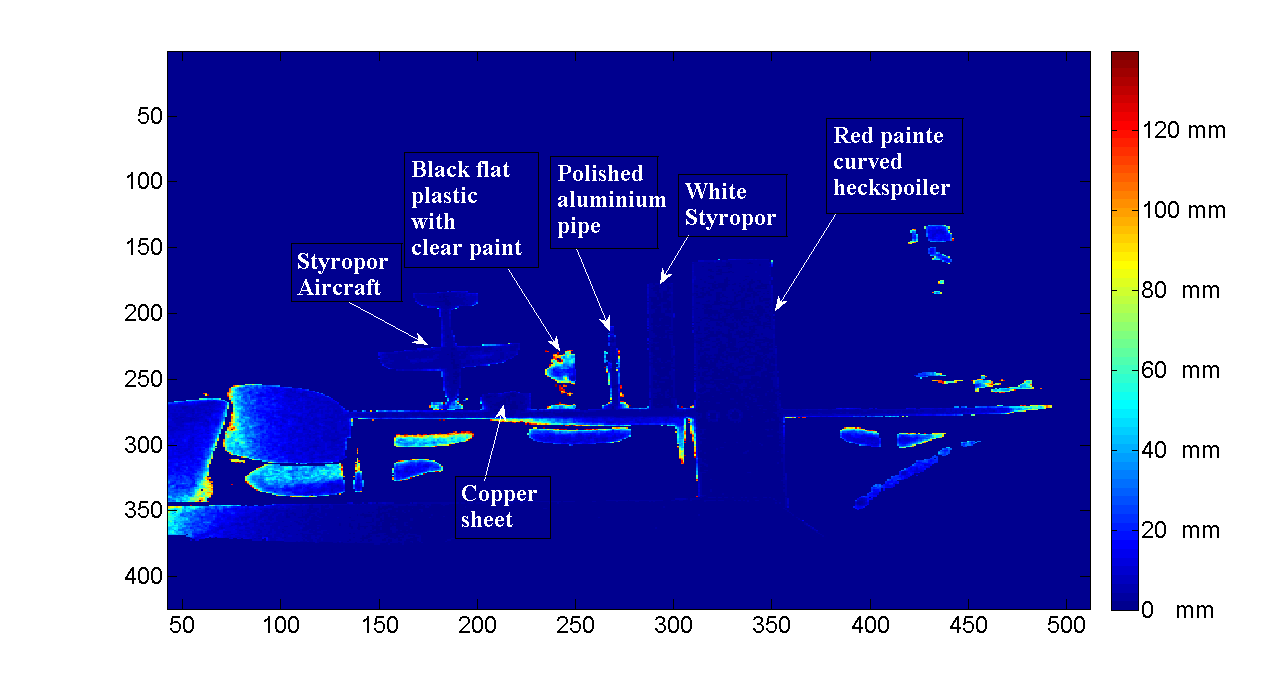 Red painte
curved
heckspoiler
Black flat
plastic
with
clear paint
Polished
aluminium
pipe
White
Styropor
Styropor
Aircraft
Copper
sheet
50
100
150
200
250
300
350
400
50
100
150
200
250
300
350
400
450
500
120 mm
100 mm
80 mm
60 mm
40 mm
20 mm
0 mm